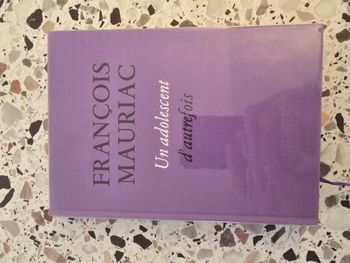 FRANÇOIS
MAURIAC
Un adolescent
d'autrefois